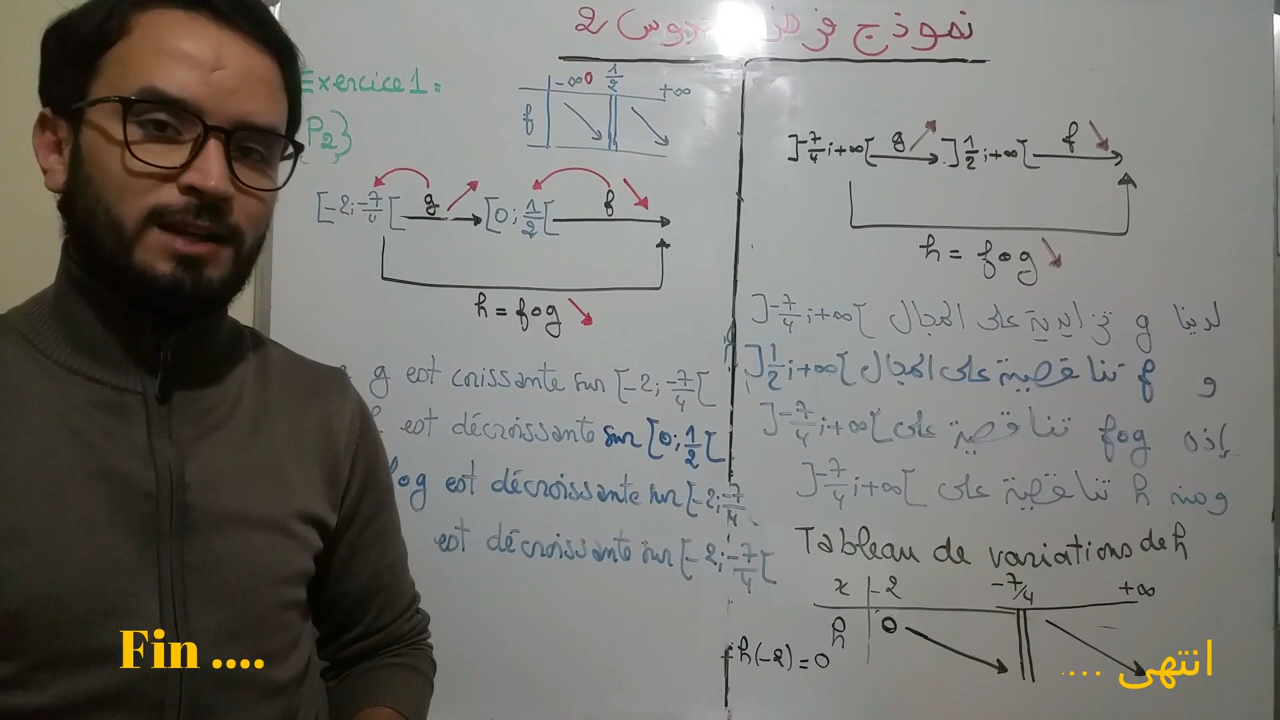 نموذج فرض محروس 2
Exercice 1 :
P2}
-∞ 0 1/2 +∞
f
[-2; -7/4[ g [0; 1/2[ f
h = fog
g est croissante sur [-2; -7/4[
est décroissante sur [0; 1/2[
fog est décroissante sur [-2; -7/4
est décroissante sur [-2; -7/4[
]-7/4; +∞[ g ]1/2; +∞[ f
h = fog
لدينا g تزايدية على المجال ]-7/4; +∞[
و f تناقصية على المجال ]1/2; +∞[
إذن fog تناقصية على ]-7/4; +∞[
ومنه h تناقصية على ]-7/4; +∞[
Tableau de variations de h
x -2 -7/4 +∞
h 0
h(-2) = 0
Fin ....
انتهى ....